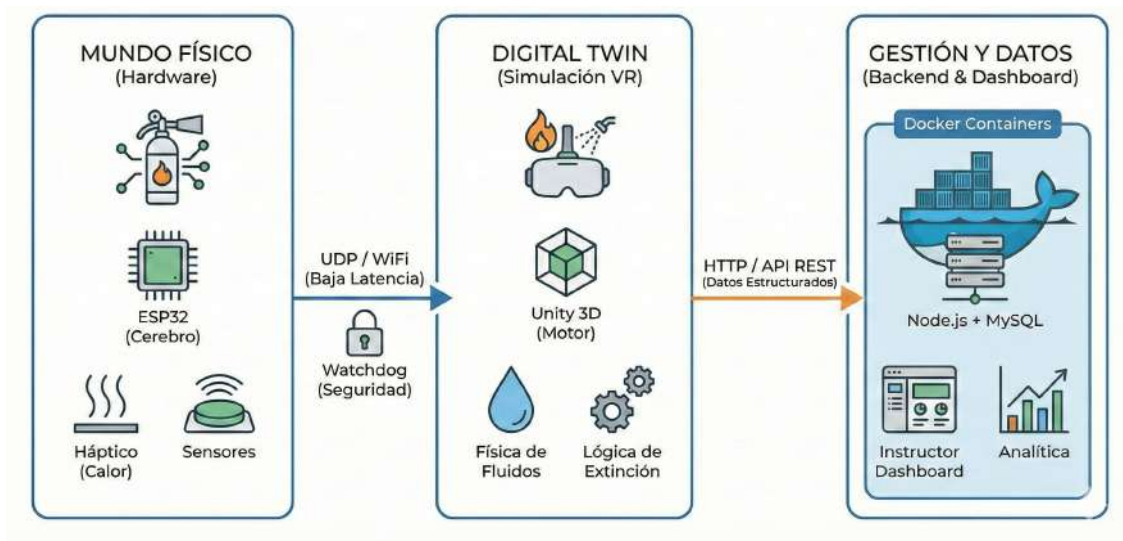 MUNDO FÍSICO
(Hardware)
ESP32
(Cerebro)
Háptico
(Calor)
Sensores
UDP / WiFi
(Baja Latencia)
Watchdog
(Seguridad)
DIGITAL TWIN
(Simulación VR)
Unity 3D
(Motor)
Física de
Fluidos
Lógica de
Extinción
HTTP / API REST
(Datos Estructurados)
GESTIÓN Y DATOS
(Backend & Dashboard)
Docker Containers
Node.js + MySQL
Instructor
Dashboard
Analítica